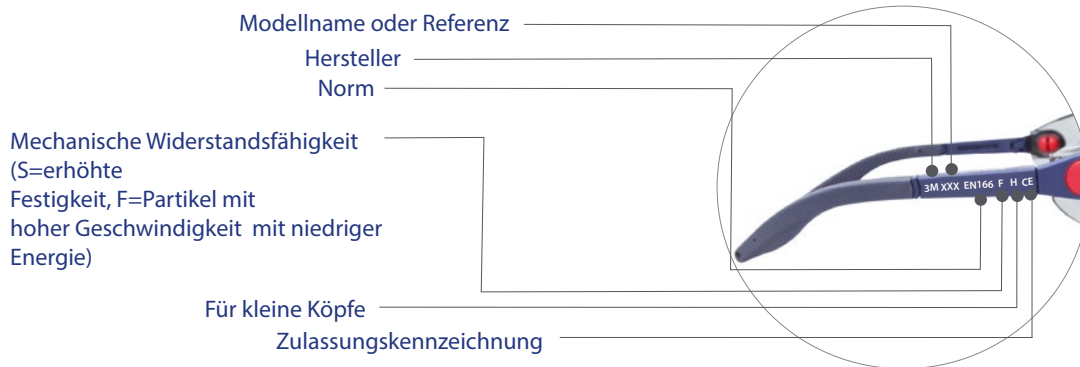 Modellname oder Referenz
Hersteller
Norm
Mechanische Widerstandsfähigkeit
(S=erhöhte
Festigkeit, F=Partikel mit
hoher Geschwindigkeit mit niedriger
Energie)
3M XXX EN166 F H CE
Für kleine Köpfe
Zulassungskennzeichnung